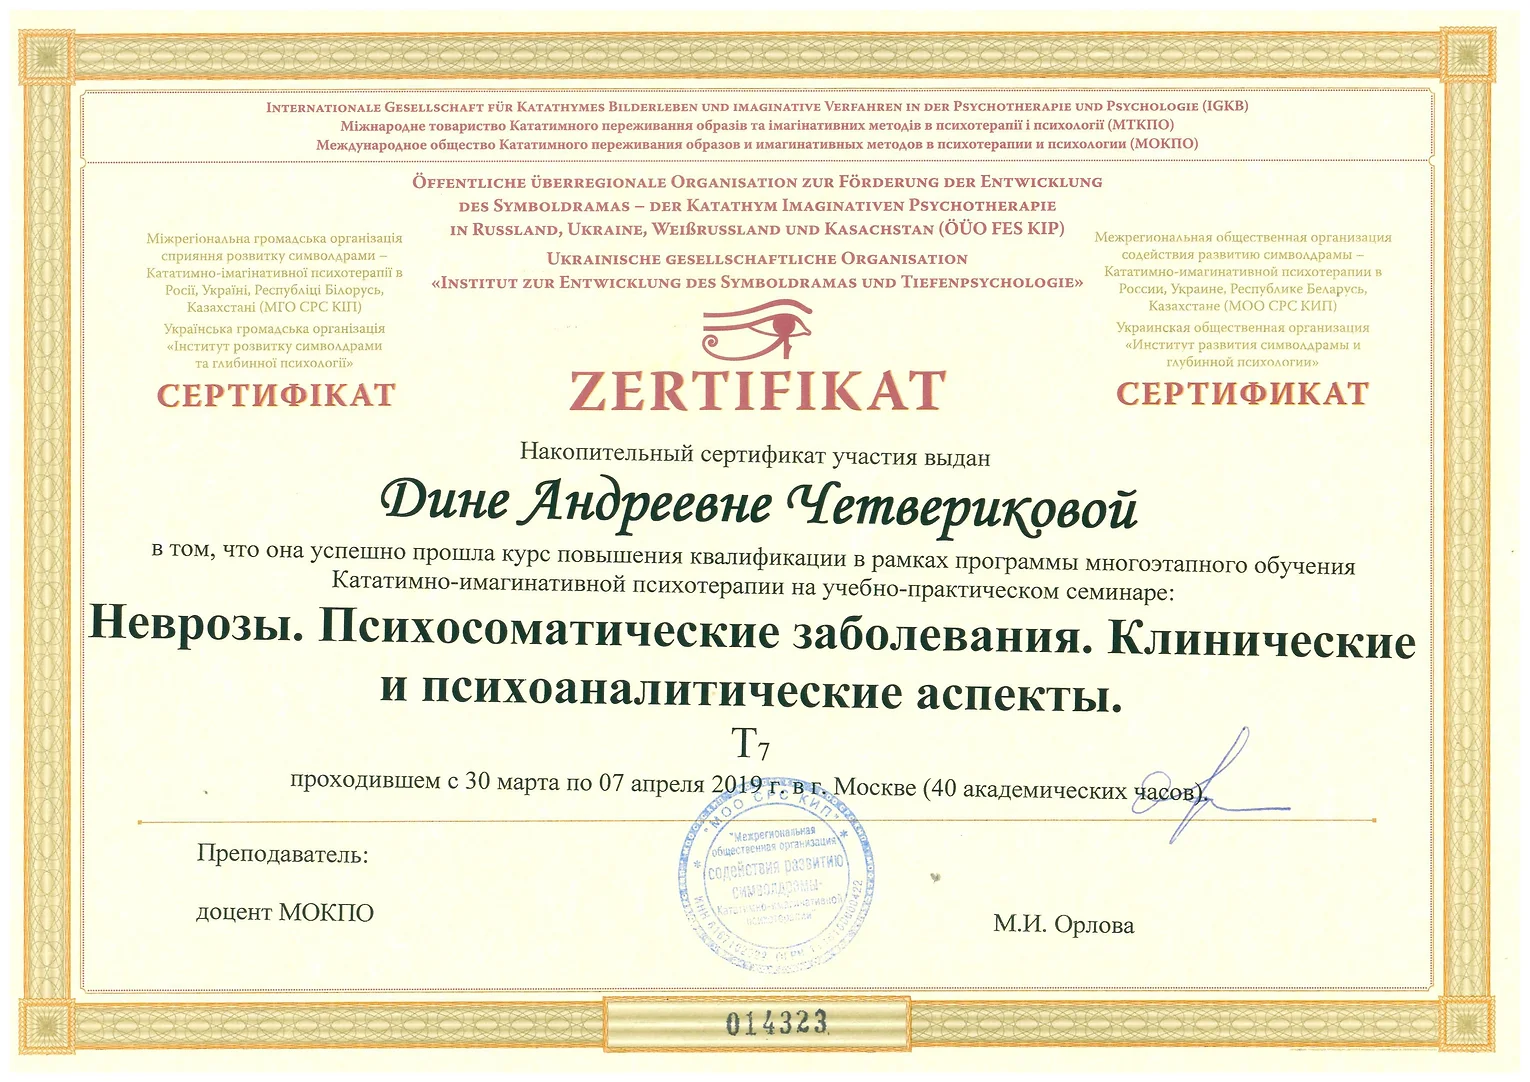 Internationale Gesellschaft für Katathymes Bilderleben und imaginative Verfahren in der Psychotherapie und Psychologie (IGKB)
Міжнародне товариство Кататимного переживання образів та імагінативних методів в психотерапії і психології (МТКПО)
Международное общество Кататимного переживания образов и имагинативных методов в психотерапии и психологии (МОКПО)
Öffentliche überregionale Organisation zur Förderung der Entwicklung
des Symboldramas – der Katathym Imaginativen Psychotherapie
in Russland, Ukraine, Weißrussland und Kasachstan (ÖÜO FES KIP)
Ukrainische gesellschaftliche Organisation
«Institut zur Entwicklung des Symboldramas und Tiefenpsychologie»
Міжрегіональна громадська організація
сприяння розвитку символдрами –
Кататимно-імагінативної психотерапії в
Росії, Україні, Республіці Білорусь,
Казахстані (МГО СРС КІП)
Українська громадська організація
«Інститут розвитку символдрами
та глибинної психології»
СЕРТИФІКАТ
ZERTIFIKAT
Межрегиональная общественная организация
содействия развитию символдрамы –
Кататимно-имагинативной психотерапии в
России, Украине, Республике Беларусь,
Казахстане (МОО СРС КИП)
Украинская общественная организация
«Институт развития символдрамы и
глубинной психологии»
СЕРТИФИКАТ
Накопительный сертификат участия выдан
Дине Андреевне Четвериковой
в том, что она успешно прошла курс повышения квалификации в рамках программы многоэтапного обучения
Кататимно-имагинативной психотерапии на учебно-практическом семинаре:
Неврозы. Психосоматические заболевания. Клинические
и психоаналитические аспекты.
T7
проходившем с 30 марта по 07 апреля 2019 г. в г. Москве (40 академических часов).
"МОО СРС КИП"
"Межрегиональная
общественная организация
содействия развитию
символдрамы-
Кататимно-имагинативной
психотерапии
ИНН
ОГРН
Преподаватель:
доцент МОКПО
М.И. Орлова
014323